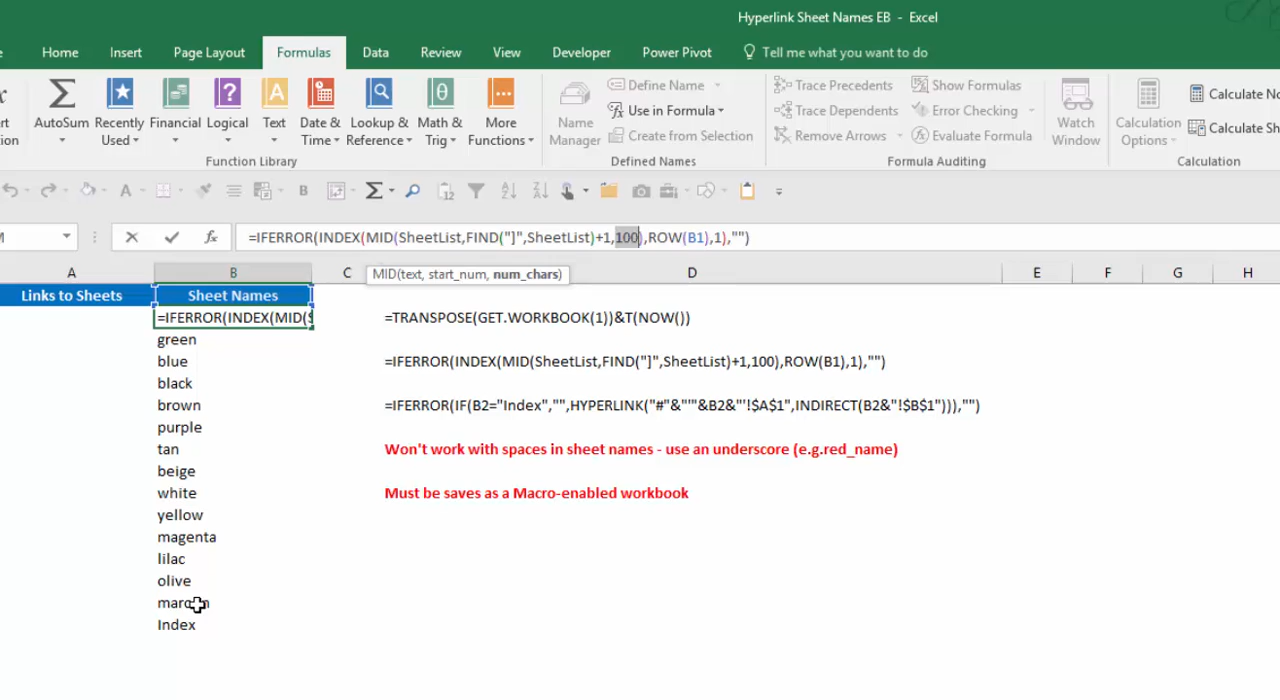 Hyperlink Sheet Names EB - Excel
Home Insert Page Layout Formulas Data Review View Developer Power Pivot Tell me what you want to do
AutoSum Recently Used Financial Logical Text Date & Time Lookup & Reference Math & Trig More Functions
Function Library
Name Manager
Define Name
Use in Formula
Create from Selection
Defined Names
Trace Precedents Show Formulas
Trace Dependents Error Checking
Remove Arrows Evaluate Formula
Formula Auditing
Watch Window
Calculation Options
Calculate
Calculate
Calculation
=IFERROR(INDEX(MID(SheetList,FIND("]",SheetList)+1,100),ROW(B1),1),"")
MID(text, start_num, num_chars)
A B C D E F G H
Links to Sheets Sheet Names
=IFERROR(INDEX(MID(S =TRANSPOSE(GET.WORKBOOK(1))&T(NOW())
green
blue =IFERROR(INDEX(MID(SheetList,FIND("]",SheetList)+1,100),ROW(B1),1),"")
black
brown =IFERROR(IF(B2="Index","",HYPERLINK("#"&"'"&B2&"'!$A$1",INDIRECT(B2&"!$B$1"))),"")
purple
tan Won't work with spaces in sheet names - use an underscore (e.g.red_name)
beige
white Must be saves as a Macro-enabled workbook
yellow
magenta
lilac
olive
Index